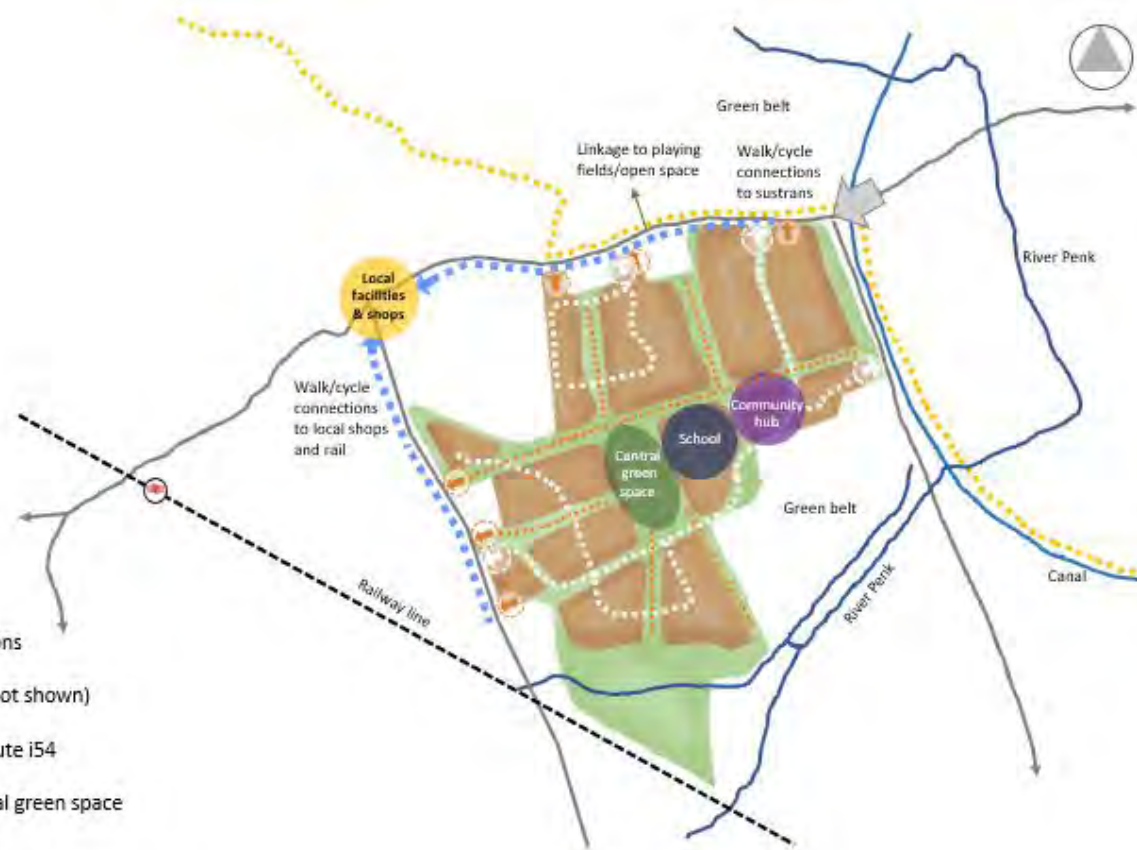 Green belt
Linkage to playing
fields/open space
Walk/cycle
connections
to sustrans
River Penk
Local
facilities
& shops
Walk/cycle
connections
to local shops
and rail
Community
hub
School
Central
green
space
Green belt
Railway line
River Penk
Canal
ons
ot shown)
ute i54
al green space